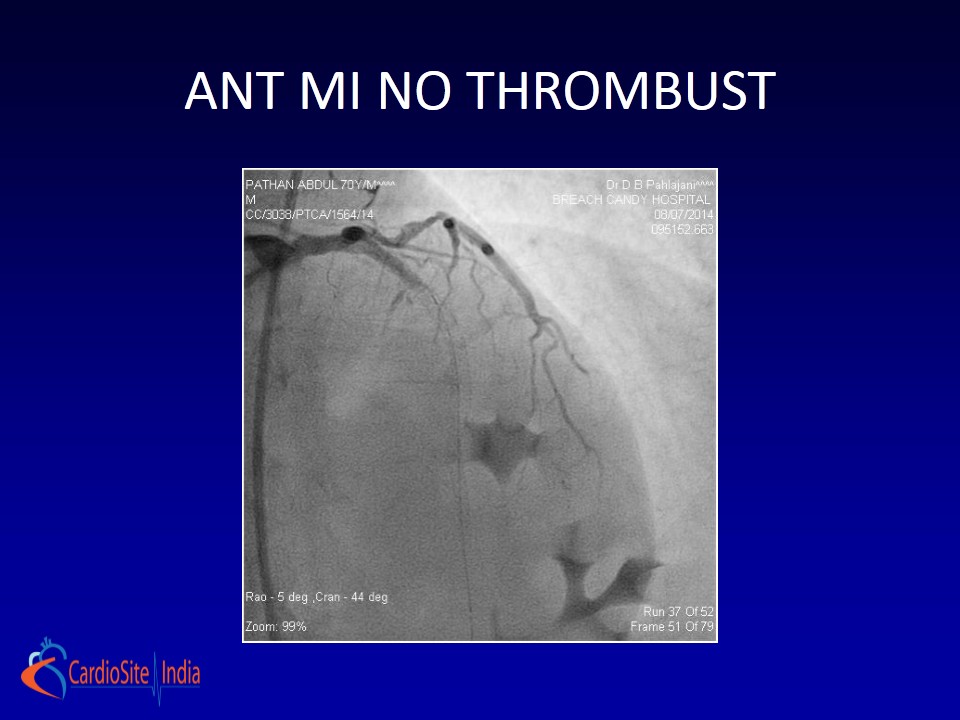 ANT MI NO THROMBUST
PATHAN ABDUL 70Y/M^^^^
M
CC/3038/PTCA/1564/14
Dr D B Pahlajani^^^^
BREACH CANDY HOSPITAL
08/07/2014
095152.663
Rao - 5 deg ,Cran - 44 deg
Zoom: 99%
Run 37 Of 52
Frame 51 Of 79
CardioSite India